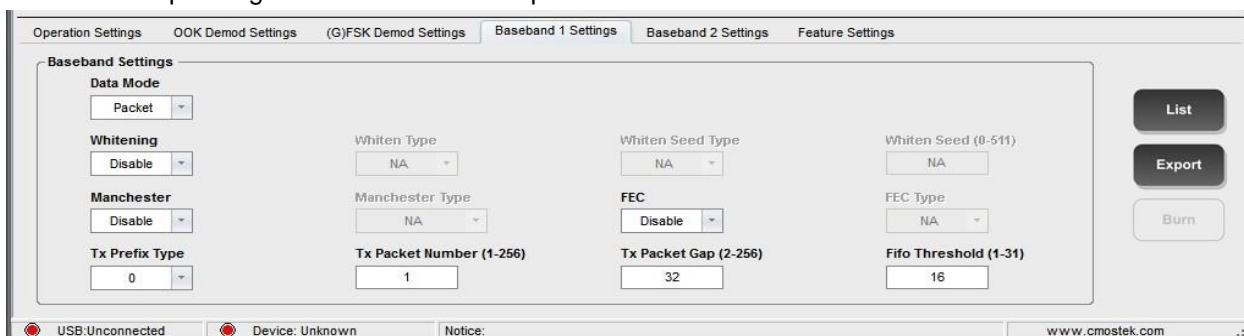 Operation Settings OOK Demod Settings (G)FSK Demod Settings Baseband 1 Settings Baseband 2 Settings Feature Settings
Baseband Settings
Data Mode
Packet
List
Whitening Whiten Type Whiten Seed Type Whiten Seed (0-511)
Disable NA NA NA
Export
Manchester Manchester Type FEC FEC Type
Disable NA Disable NA
Burn
Tx Prefix Type Tx Packet Number (1-256) Tx Packet Gap (2-256) Fifo Threshold (1-31)
0 1 32 16
USB:Unconnected Device: Unknown Notice: www.cmostek.com